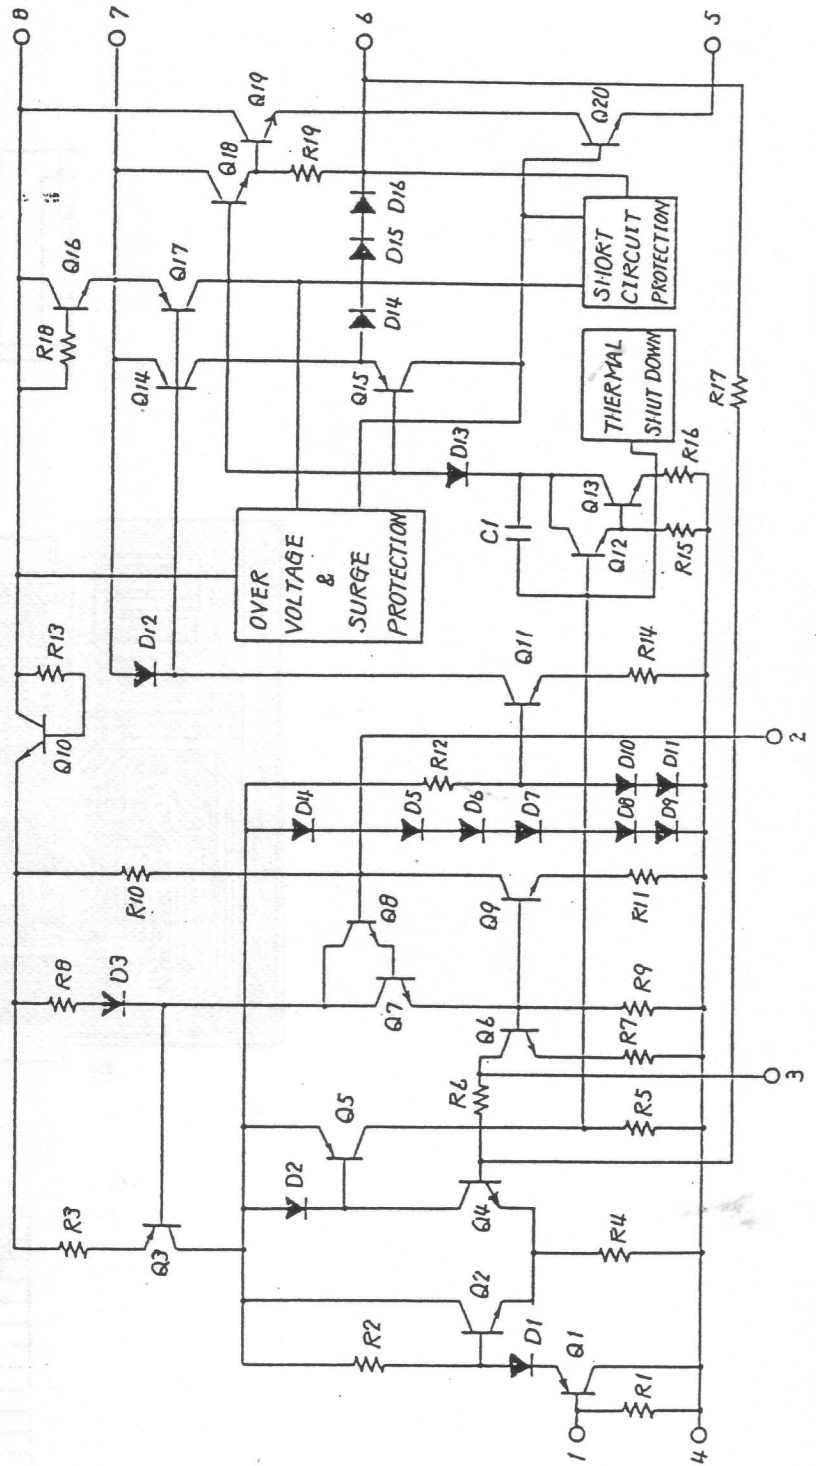 8
R3
R8
Q10
R13
R18
Q16
7
Q3
D3
R10
D12
Q14
Q17
Q18
Q19
D2
D4
OVER
VOLTAGE
&
SURGE
PROTECTION
R19
6
R2
Q5
Q7
Q8
D5
D6
D7
R12
Q15
D14
D15
D16
Q2
Q4
R6
Q6
Q9
Q11
C1
D13
D1
Q1
Q12
Q13
Q20
1
R1
R4
R5
R7
R9
R11
D8
D9
D10
D11
R14
R15
R16
THERMAL
SHUT DOWN
SHORT
CIRCUIT
PROTECTION
4
5
R17
3
2